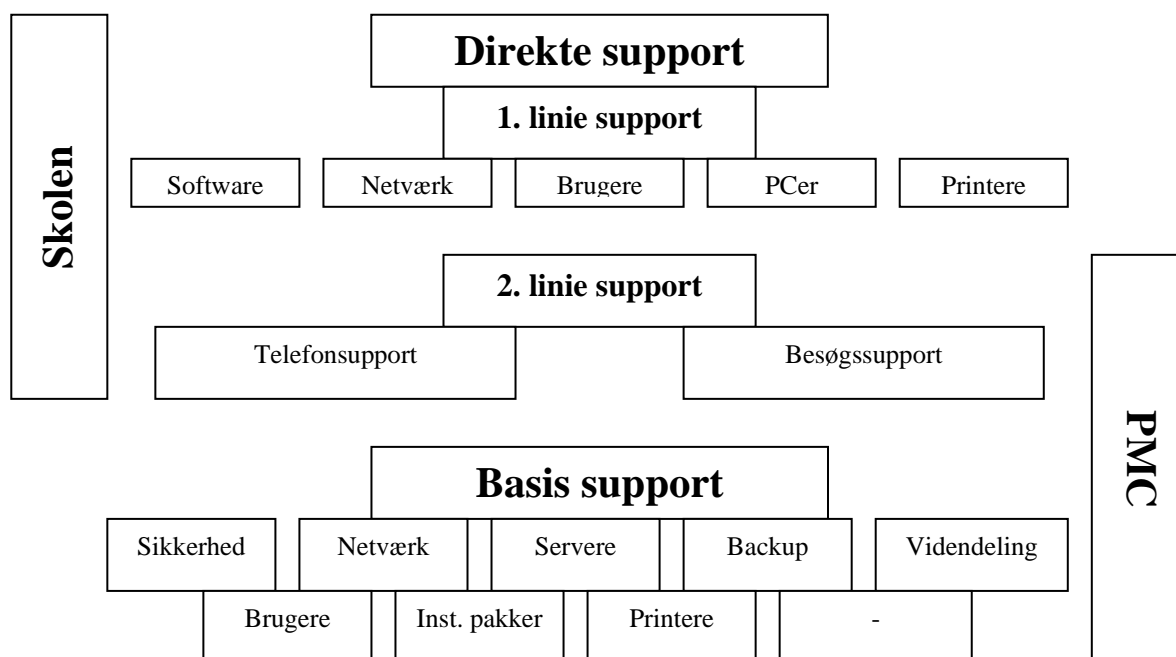 Skolen
Direkte support
1. linie support
Software
Netværk
Brugere
PCer
Printere
2. linie support
Telefonsupport
Besøgssupport
PMC
Basis support
Sikkerhed
Netværk
Servere
Backup
Videndeling
Brugere
Inst. pakker
Printere
-